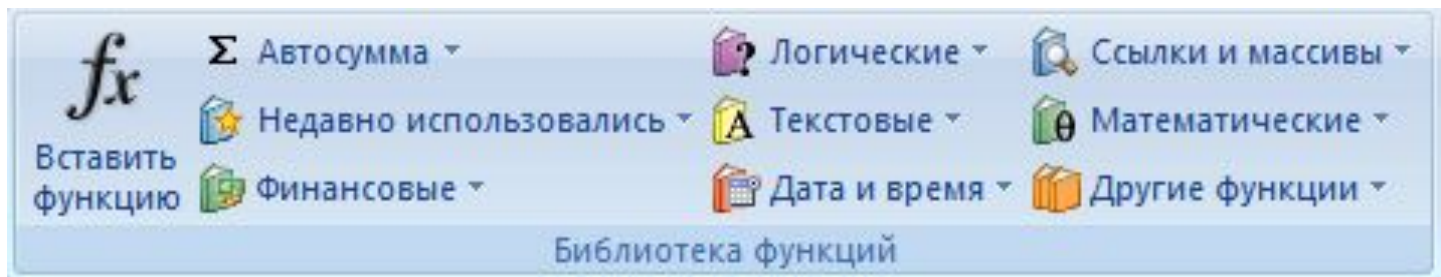 fx
Вставить
функцию
Σ Автосумма
Недавно использовались
Финансовые
? Логические
A Текстовые
Дата и время
Ссылки и массивы
θ Математические
Другие функции
Библиотека функций